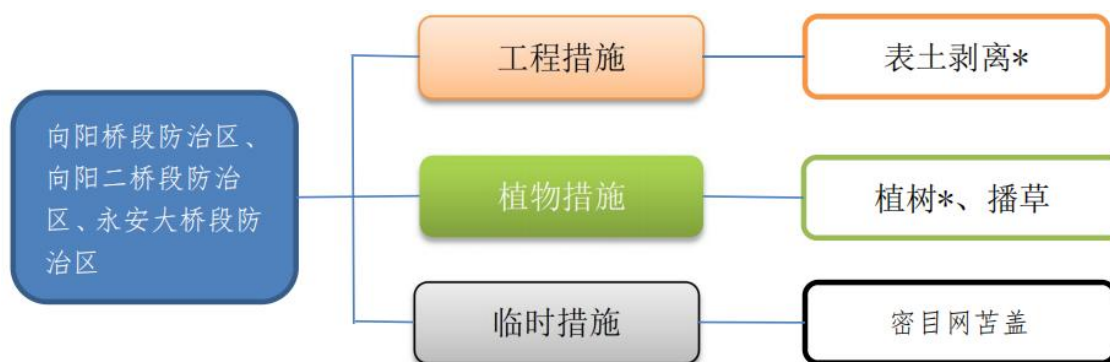 向阳桥段防治区、
向阳二桥段防治
区、永安大桥段防
治区
工程措施
表土剥离*
植物措施
植树*、播草
临时措施
密目网苫盖